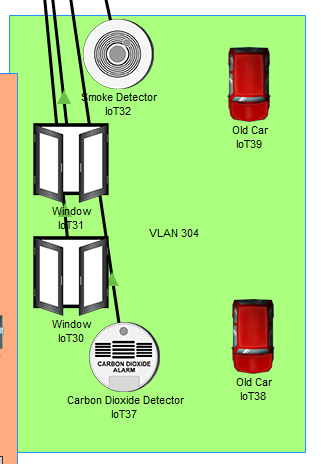 Smoke Detector
IoT32
Old Car
IoT39
Window
IoT31
VLAN 304
Window
IoT30
CARBON DIOXIDE
ALARM
Old Car
IoT38
Carbon Dioxide Detector
IoT37